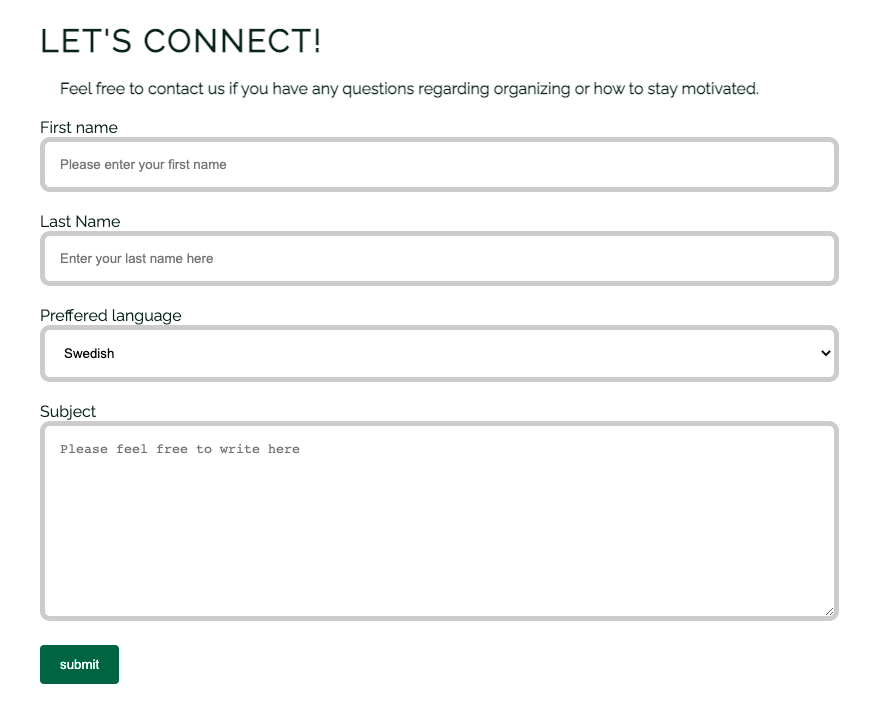 LET'S CONNECT!
Feel free to contact us if you have any questions regarding organizing or how to stay motivated.
First name
Please enter your first name
Last Name
Enter your last name here
Preffered language
Swedish
Subject
Please feel free to write here
submit